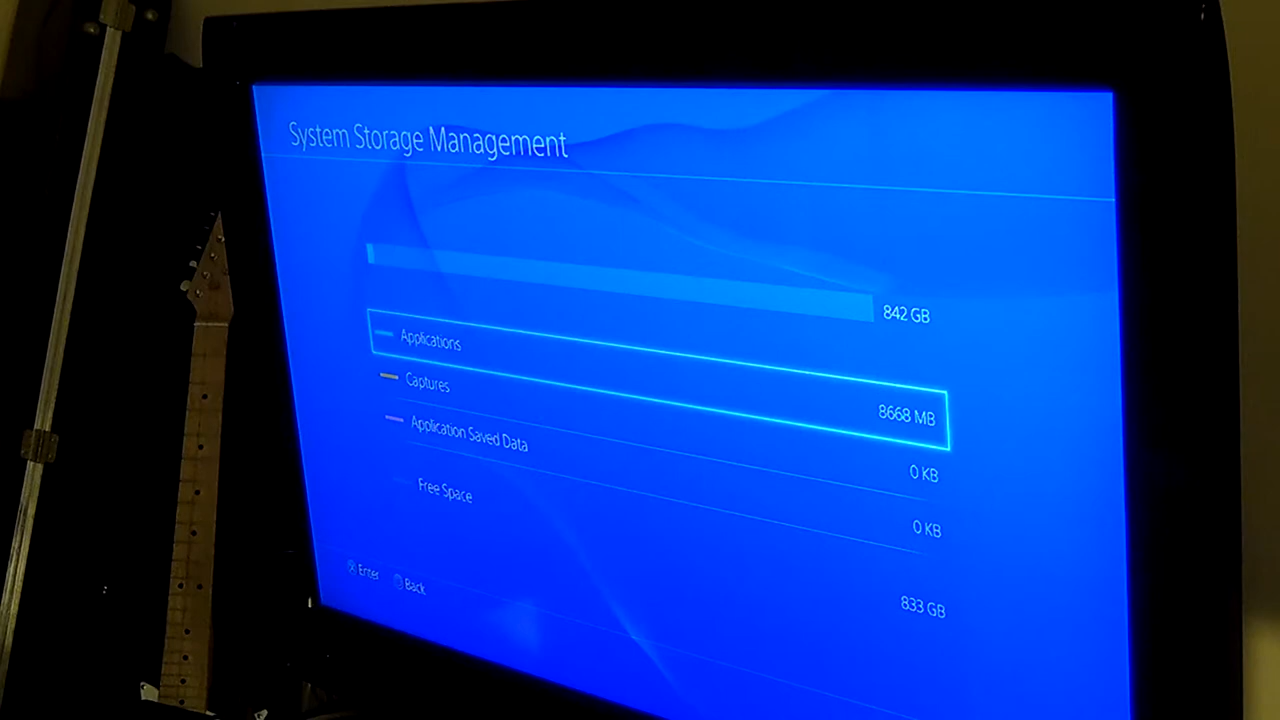 System Storage Management
842 GB
Applications 8668 MB
Captures 0 KB
Application Saved Data 0 KB
Free Space 833 GB
Enter Back